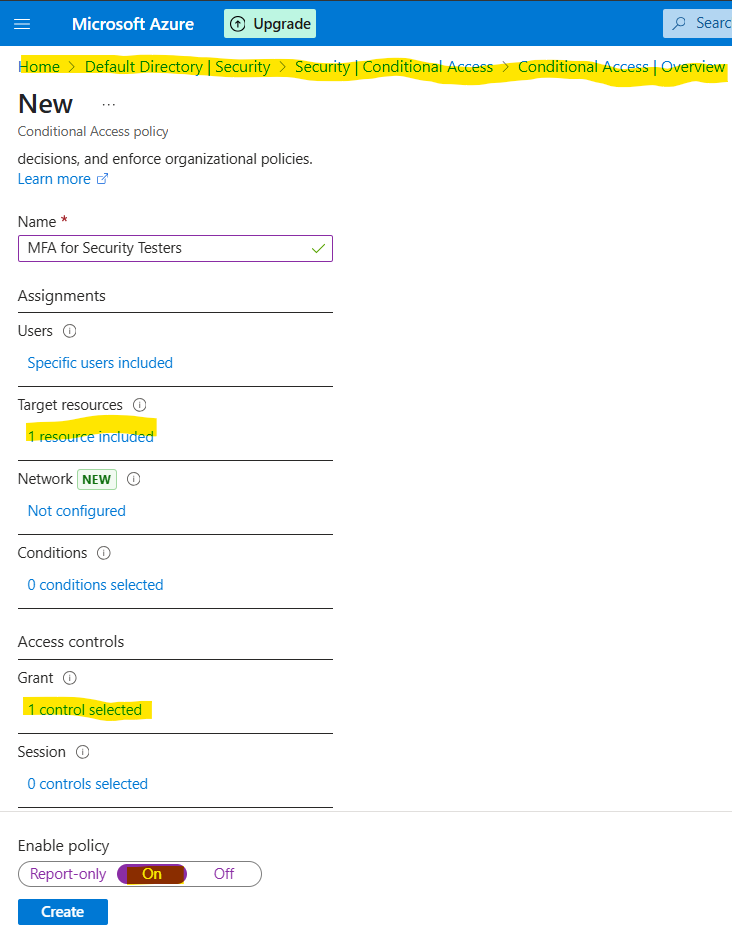 Microsoft Azure Upgrade Searc
Home > Default Directory | Security > Security | Conditional Access > Conditional Access | Overview
New ...
Conditional Access policy
decisions, and enforce organizational policies.
Learn more
Name *
MFA for Security Testers
Assignments
Users
Specific users included
Target resources
1 resource included
Network NEW
Not configured
Conditions
0 conditions selected
Access controls
Grant
1 control selected
Session
0 controls selected
Enable policy
Report-only On Off
Create